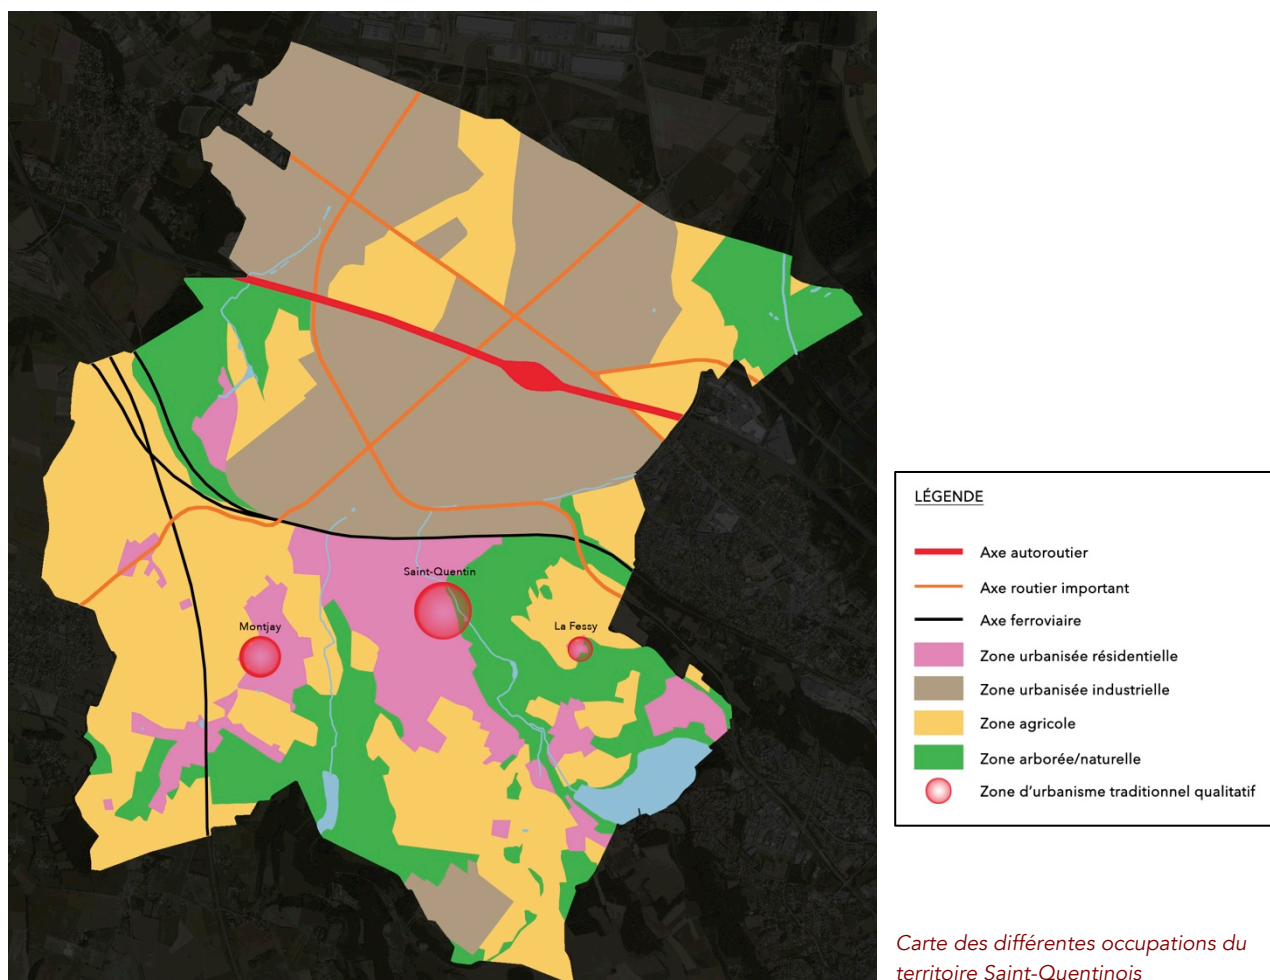 Saint-Quentin
Montjay
La Fessy
LÉGENDE
Axe autoroutier
Axe routier important
Axe ferroviaire
Zone urbanisée résidentielle
Zone urbanisée industrielle
Zone agricole
Zone arborée/naturelle
Zone d'urbanisme traditionnel qualitatif
Carte des différentes occupations du
territoire Saint-Quentinois